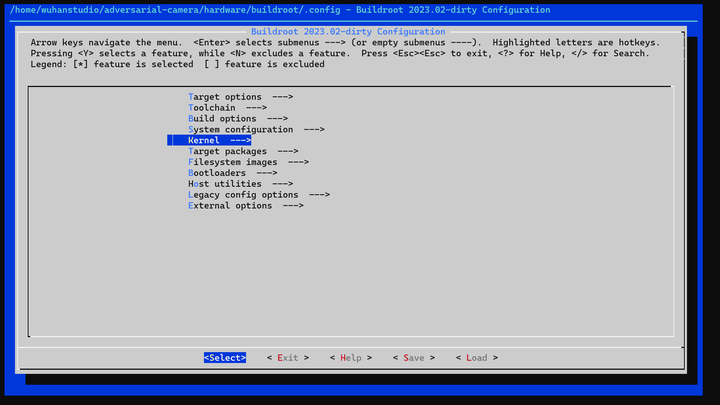 /home/wuhanstudio/adversarial-camera/hardware/buildroot/.config - Buildroot 2023.02-dirty Configuration
Buildroot 2023.02-dirty Configuration
Arrow keys navigate the menu.  <Enter> selects submenus ---> (or empty submenus ----).  Highlighted letters are hotkeys.
Pressing <Y> selects a feature, while <N> excludes a feature.  Press <Esc><Esc> to exit, <?> for Help, </> for Search.
Legend: [*] feature is selected  [ ] feature is excluded
Target options  --->
Toolchain  --->
Build options  --->
System configuration  --->
Kernel  --->
Target packages  --->
Filesystem images  --->
Bootloaders  --->
Host utilities  --->
Legacy config options  --->
External options  --->
<Select>    < Exit >    < Help >    < Save >    < Load >